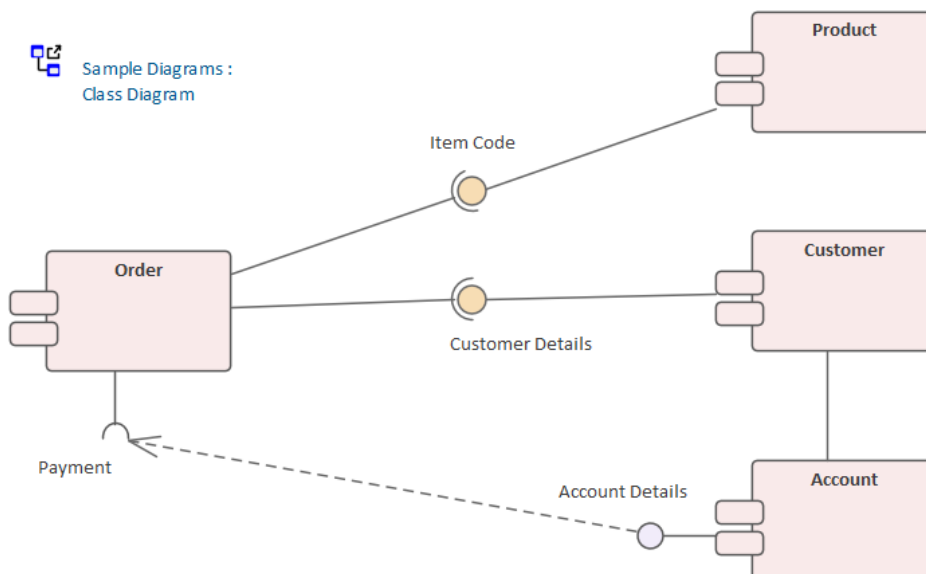 Product
Sample Diagrams :
Class Diagram
Item Code
Customer
Order
Customer Details
Payment
Account Details
Account